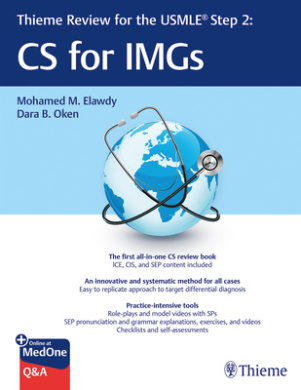 Thieme Review for the USMLE® Step 2:
CS for IMGs
Mohamed M. Elawdy
Dara B. Oken
The first all-in-one CS review book
ICE, CIS, and SEP content included
An innovative and systematic method for all cases
Easy to replicate approach to target differential diagnosis
Practice-intensive tools
Role-plays and model videos with SPs
SEP pronunciation and grammar explanations, exercises, and videos
Checklists and self-assessments
+ Online at
MedOne
Q&A
Thieme